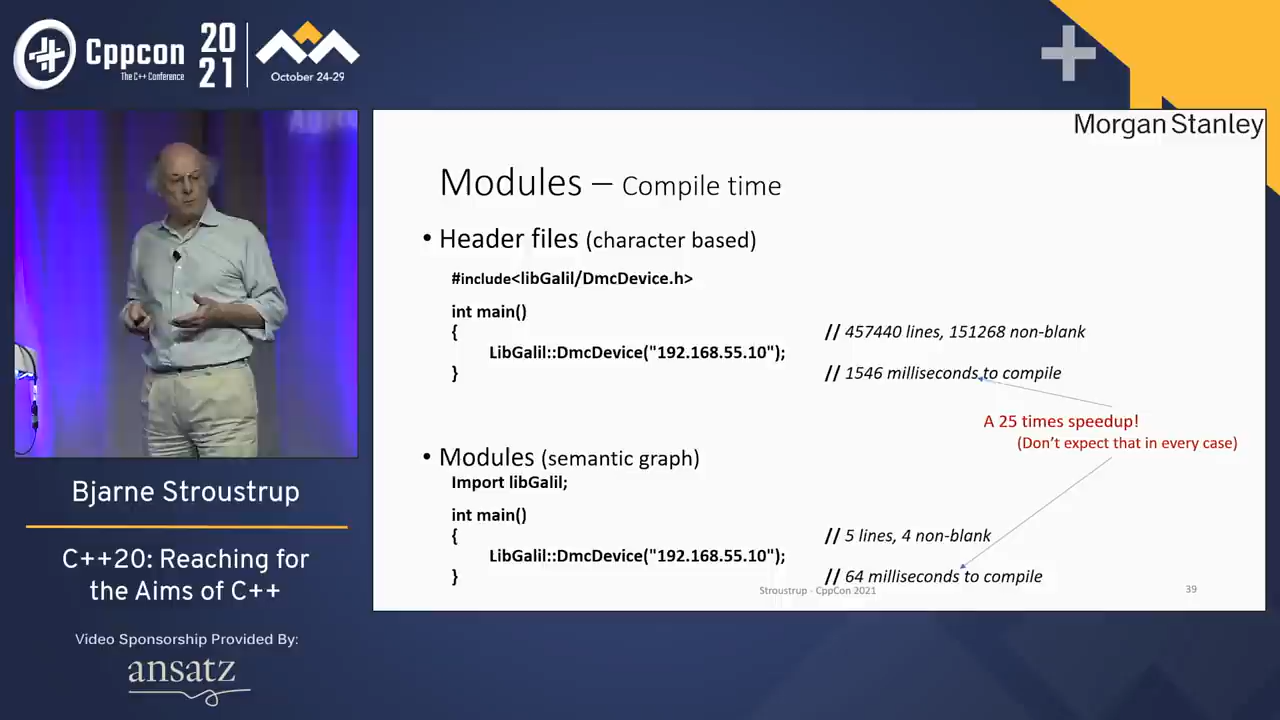 Cppcon
The C++ Conference
20
21
October 24-29
Morgan Stanley
Modules – Compile time
• Header files (character based)
#include<libGalil/DmcDevice.h>
int main()
{ // 457440 lines, 151268 non-blank
LibGalil::DmcDevice("192.168.55.10");
} // 1546 milliseconds to compile
A 25 times speedup!
(Don't expect that in every case)
• Modules (semantic graph)
Import libGalil;
int main()
{ // 5 lines, 4 non-blank
LibGalil::DmcDevice("192.168.55.10");
} // 64 milliseconds to compile
Stroustrup - CppCon 2021
39
Bjarne Stroustrup
C++20: Reaching for
the Aims of C++
Video Sponsorship Provided By:
ansatz